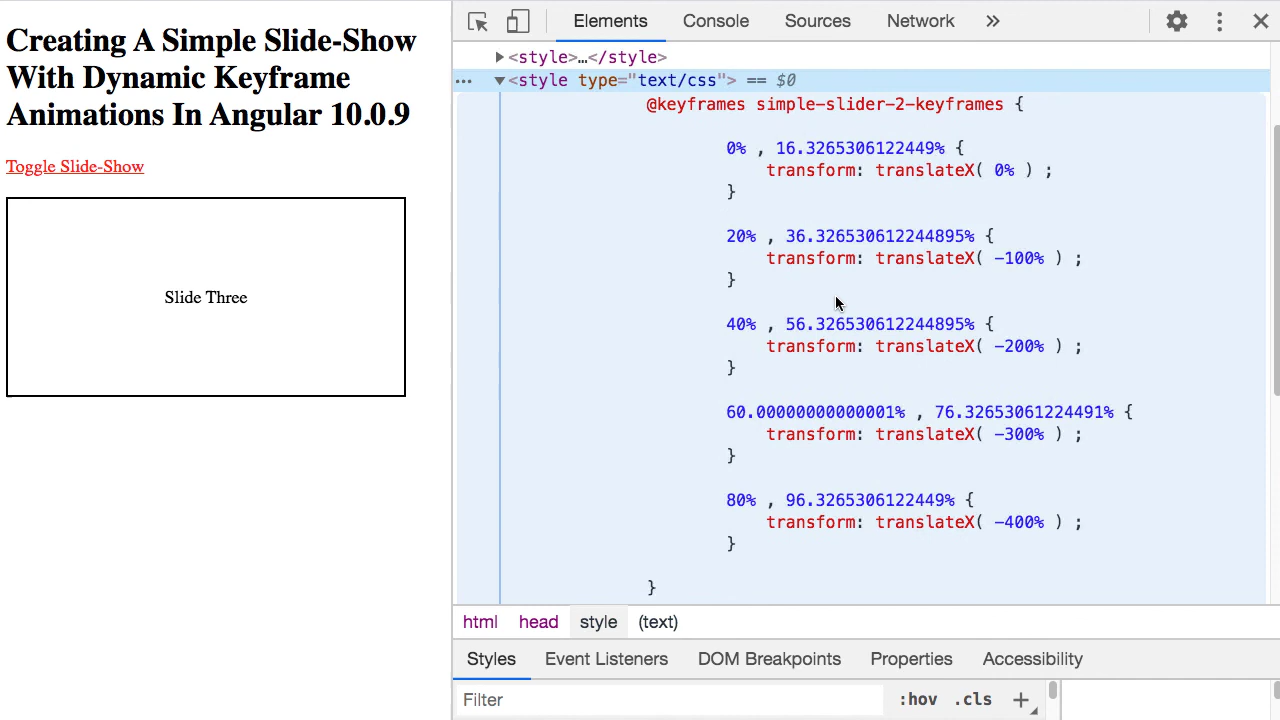 Creating A Simple Slide-Show
With Dynamic Keyframe
Animations In Angular 10.0.9
Toggle Slide-Show
Slide Three
Elements Console Sources Network »
▶<style>…</style>
… ▼<style type="text/css"> == $0
@keyframes simple-slider-2-keyframes {
0% , 16.3265306122449% {
transform: translateX( 0% ) ;
}
20% , 36.326530612244895% {
transform: translateX( -100% ) ;
}
40% , 56.326530612244895% {
transform: translateX( -200% ) ;
}
60.00000000000001% , 76.32653061224491% {
transform: translateX( -300% ) ;
}
80% , 96.3265306122449% {
transform: translateX( -400% ) ;
}
}
html head style (text)
Styles Event Listeners DOM Breakpoints Properties Accessibility
Filter :hov .cls +